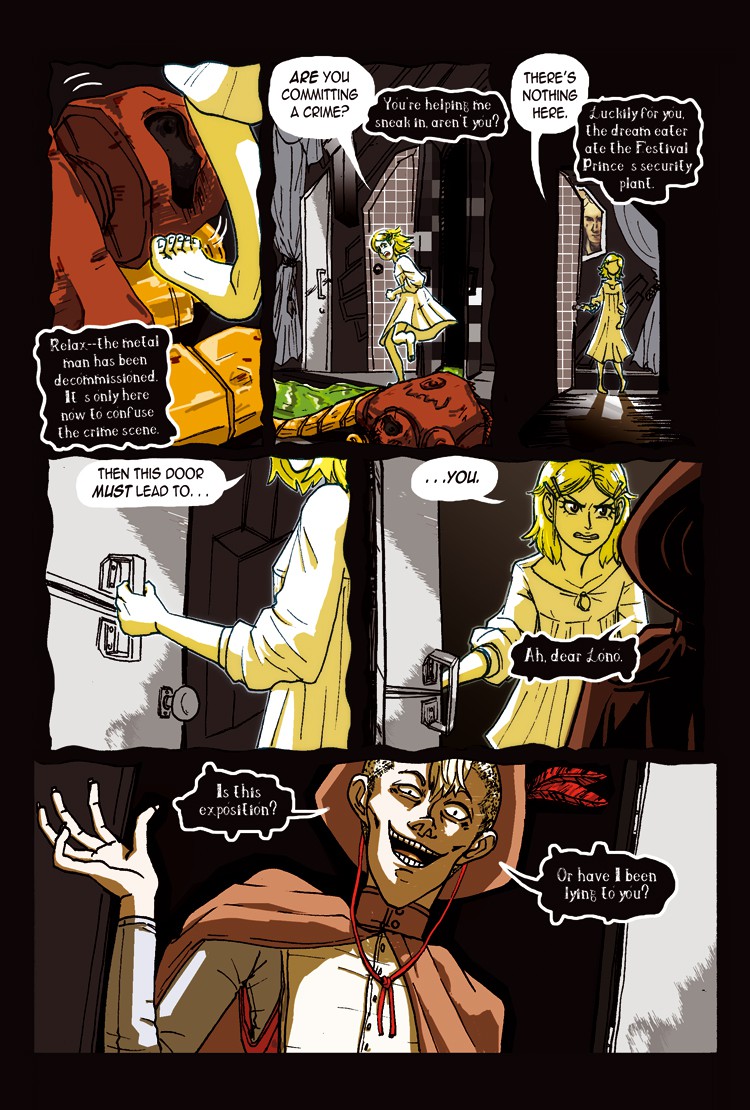 Relax--the metal
man has been
decommissioned.
It s only here
now to confuse
the crime scene.
ARE YOU
COMMITTING
A CRIME?
You're helping me
sneak in, aren't you?
THERE'S
NOTHING
HERE.
Luckily for you,
the dream eater
ate the Festival
Prince s security
plant.
THEN THIS DOOR
MUST LEAD TO. . .
. . .YOU.
Ah, dear Lono.
Is this
exposition?
Or have I been
lying to you?